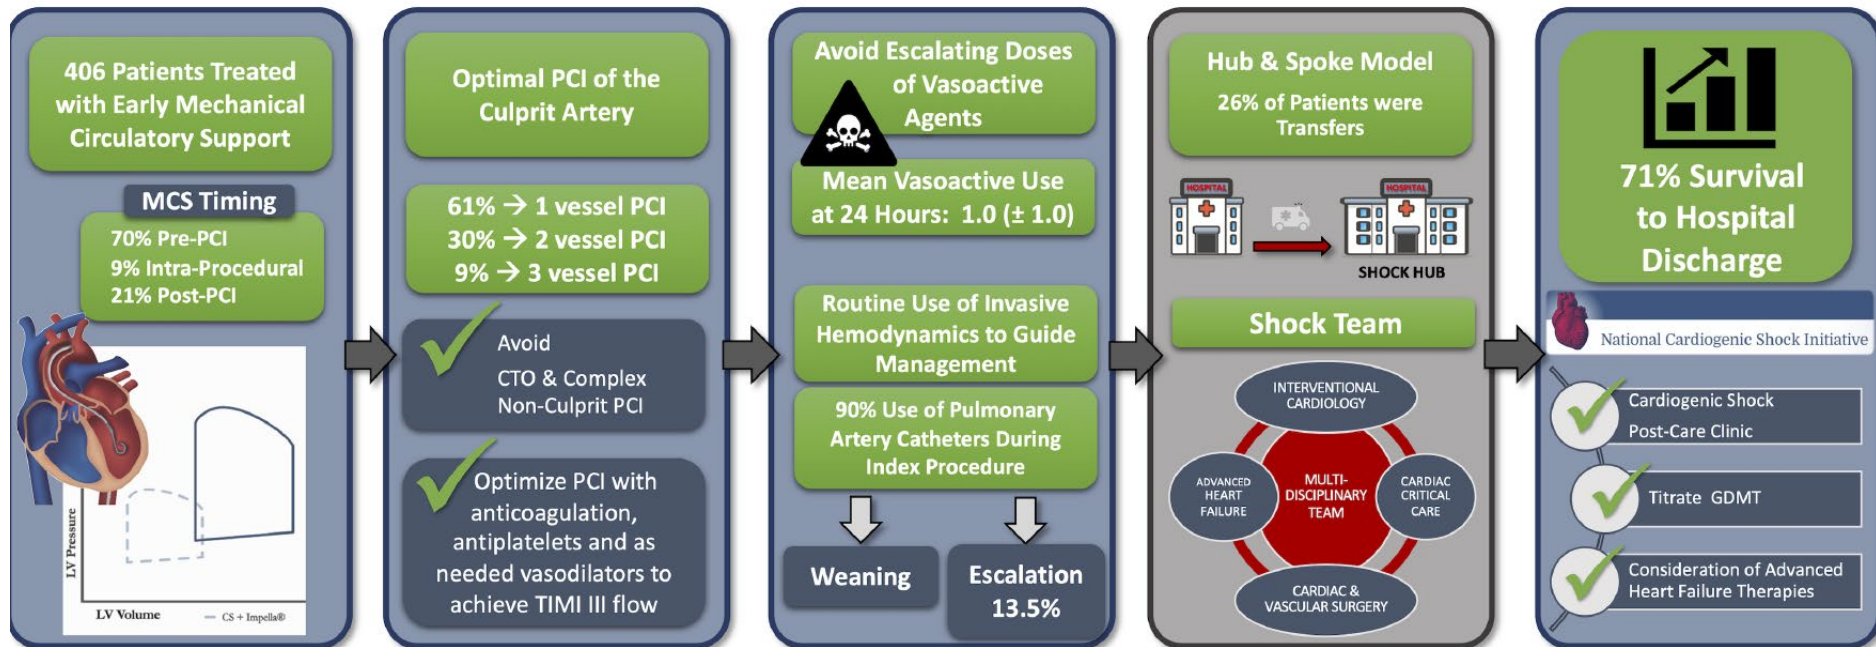 406 Patients Treated
with Early Mechanical
Circulatory Support
MCS Timing
70% Pre-PCI
9% Intra-Procedural
21% Post-PCI
LV Pressure
LV Volume
CS + Impella®
Optimal PCI of the
Culprit Artery
61% → 1 vessel PCI
30% → 2 vessel PCI
9% → 3 vessel PCI
Avoid
CTO & Complex
Non-Culprit PCI
Optimize PCI with
anticoagulation,
antiplatelets and as
needed vasodilators to
achieve TIMI III flow
Avoid Escalating Doses
of Vasoactive
Agents
Mean Vasoactive Use
at 24 Hours: 1.0 (± 1.0)
Routine Use of Invasive
Hemodynamics to Guide
Management
90% Use of Pulmonary
Artery Catheters During
Index Procedure
Weaning
Escalation
13.5%
Hub & Spoke Model
26% of Patients were
Transfers
HOSPITAL
HOSPITAL
SHOCK HUB
Shock Team
INTERVENTIONAL
CARDIOLOGY
ADVANCED
HEART
FAILURE
MULTI-
DISCIPLINARY
TEAM
CARDIAC
CRITICAL
CARE
CARDIAC &
VASCULAR SURGERY
71% Survival
to Hospital
Discharge
National Cardiogenic Shock Initiative
Cardiogenic Shock
Post-Care Clinic
Titrate GDMT
Consideration of Advanced
Heart Failure Therapies